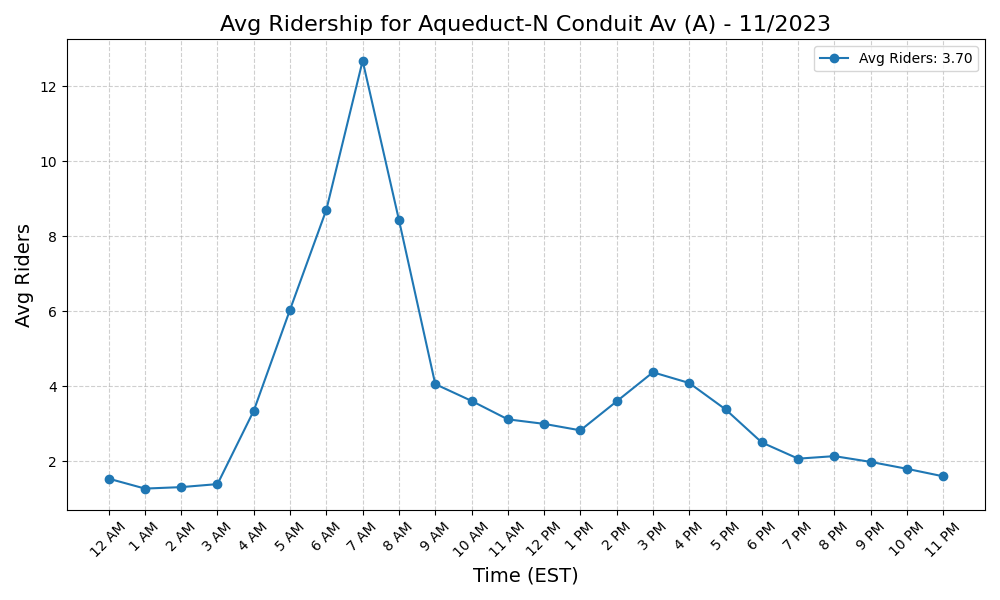 Avg Ridership for Aqueduct-N Conduit Av (A) - 11/2023
Avg Riders: 3.70
Avg Riders
12
10
8
6
4
2
12 AM
1 AM
2 AM
3 AM
4 AM
5 AM
6 AM
7 AM
8 AM
9 AM
10 AM
11 AM
12 PM
1 PM
2 PM
3 PM
4 PM
5 PM
6 PM
7 PM
8 PM
9 PM
10 PM
11 PM
Time (EST)